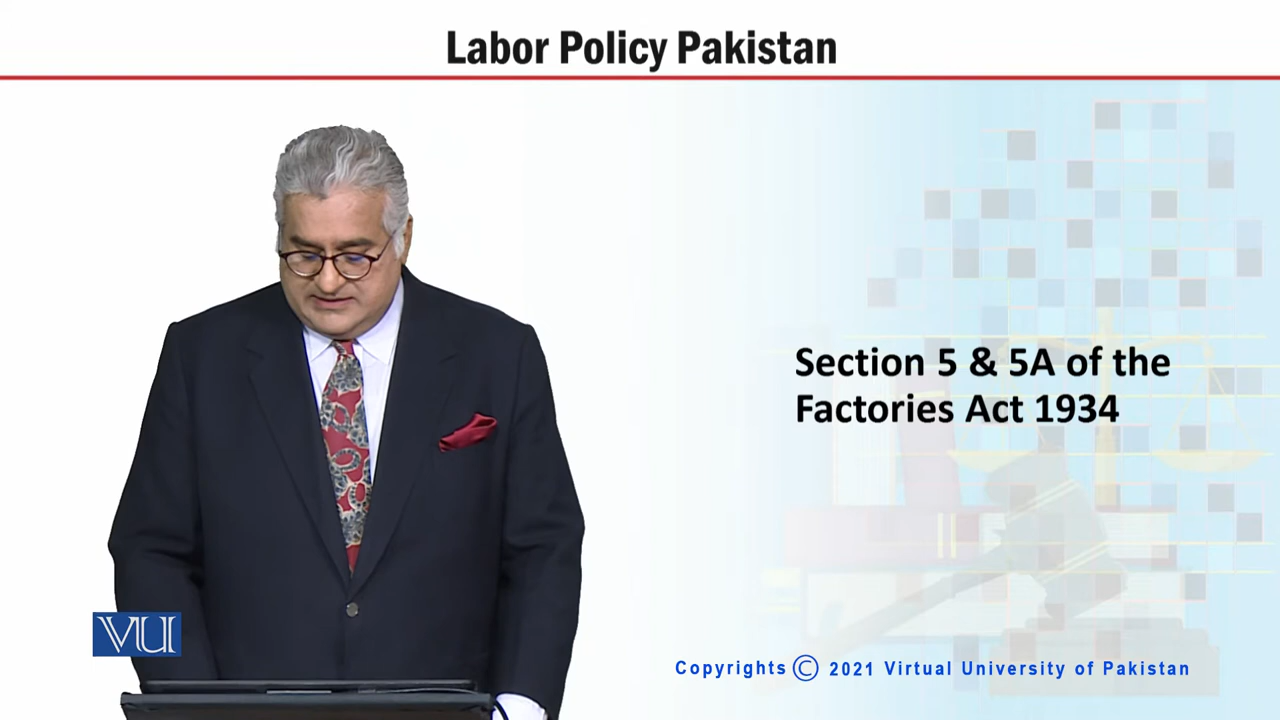 Labor Policy Pakistan
Section 5 & 5A of the
Factories Act 1934
VU
Copyrights © 2021 Virtual University of Pakistan